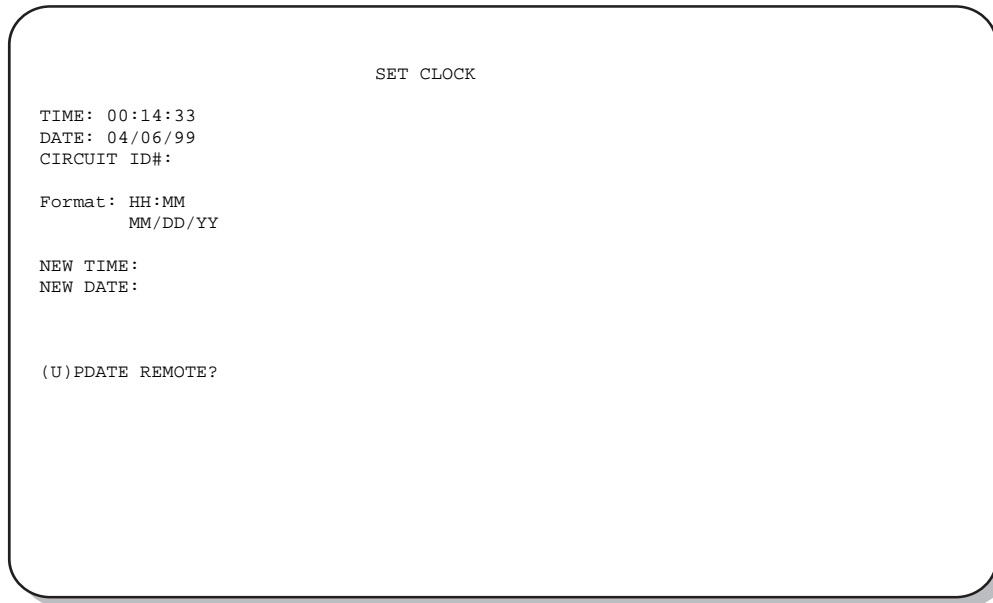 SET CLOCK
TIME: 00:14:33
DATE: 04/06/99
CIRCUIT ID#:
Format: HH:MM
MM/DD/YY
NEW TIME:
NEW DATE:
(U)PDATE REMOTE?